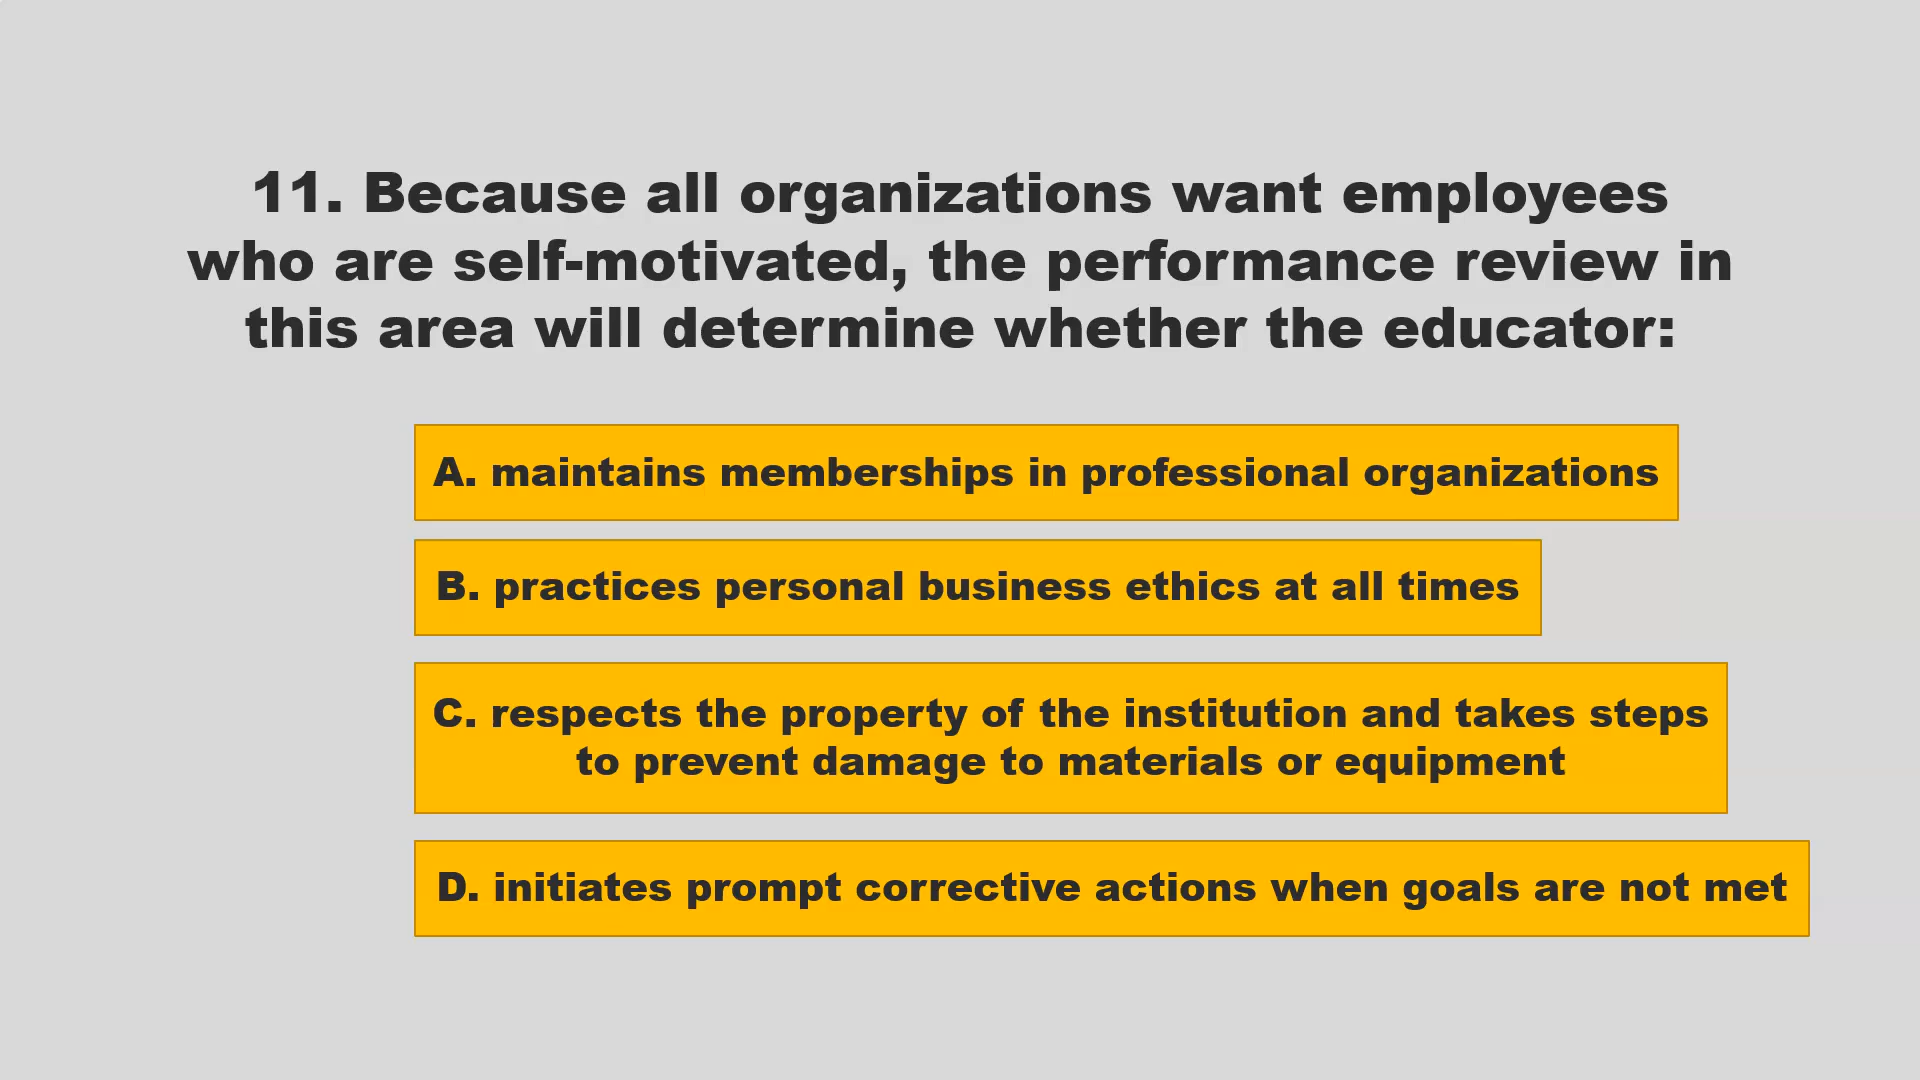 11. Because all organizations want employees
who are self-motivated, the performance review in
this area will determine whether the educator:
A. maintains memberships in professional organizations
B. practices personal business ethics at all times
C. respects the property of the institution and takes steps
to prevent damage to materials or equipment
D. initiates prompt corrective actions when goals are not met